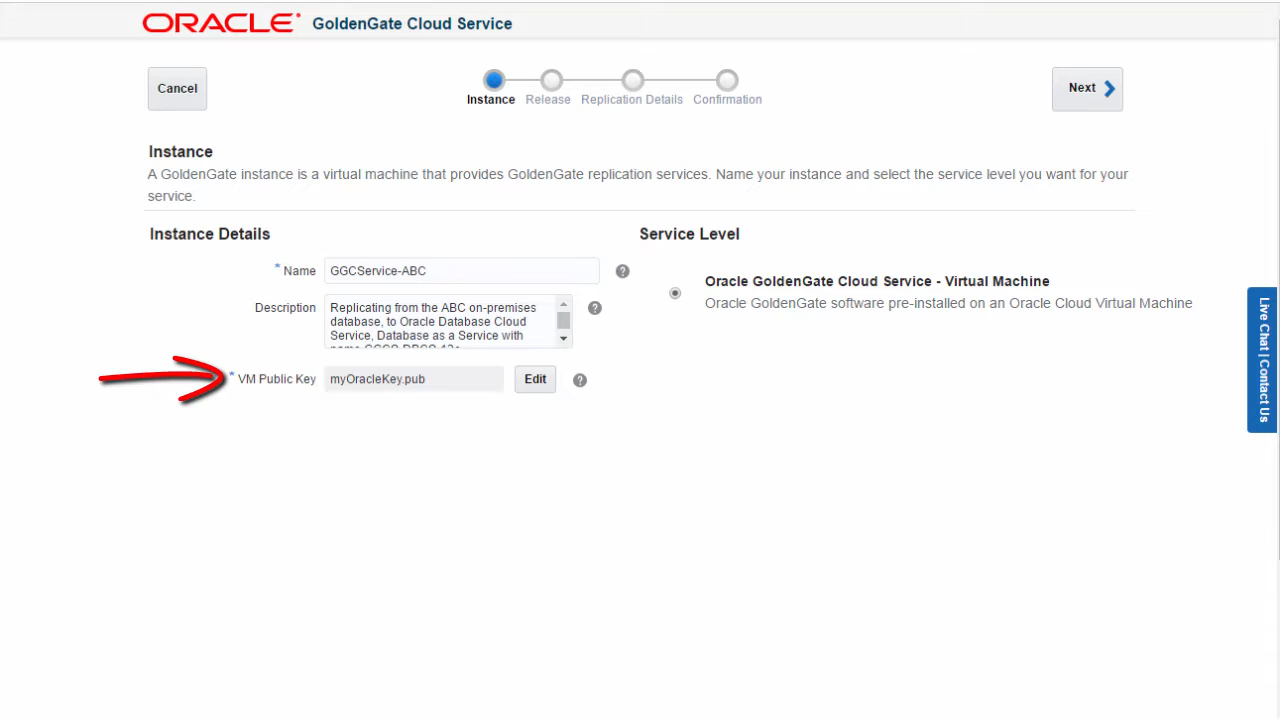 ORACLE GoldenGate Cloud Service
Cancel
Instance Release Replication Details Confirmation
Next
Instance
A GoldenGate instance is a virtual machine that provides GoldenGate replication services. Name your instance and select the service level you want for your
service.
Instance Details
* Name GGCService-ABC
Description Replicating from the ABC on-premises
database, to Oracle Database Cloud
Service, Database as a Service with
* VM Public Key myOracleKey.pub Edit
Service Level
Oracle GoldenGate Cloud Service - Virtual Machine
Oracle GoldenGate software pre-installed on an Oracle Cloud Virtual Machine
Live Chat | Contact Us